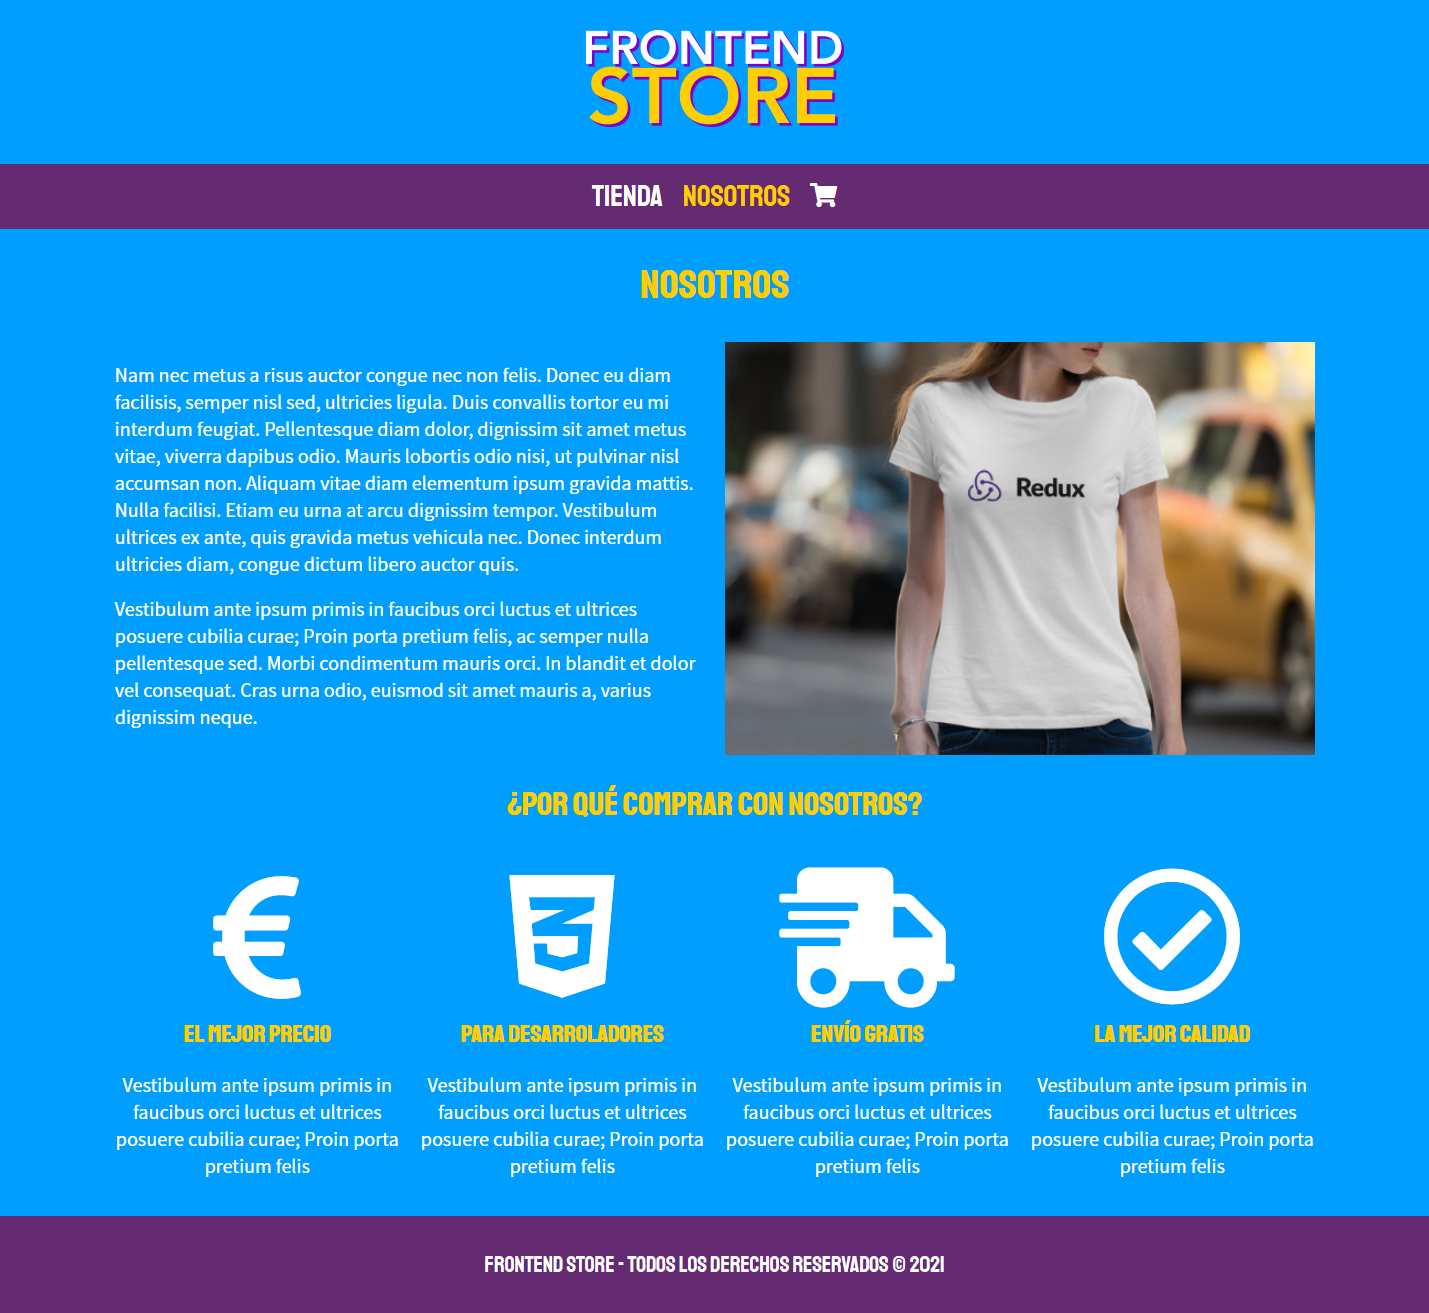 FRONTEND
STORE
TIENDA NOSOTROS
NOSOTROS
Nam nec metus a risus auctor congue nec non felis. Donec eu diam
facilisis, semper nisl sed, ultricies ligula. Duis convallis tortor eu mi
interdum feugiat. Pellentesque diam dolor, dignissim sit amet metus
vitae, viverra dapibus odio. Mauris lobortis odio nisi, ut pulvinar nisl
accumsan non. Aliquam vitae diam elementum ipsum gravida mattis.
Nulla facilisi. Etiam eu urna at arcu dignissim tempor. Vestibulum
ultrices ex ante, quis gravida metus vehicula nec. Donec interdum
ultricies diam, congue dictum libero auctor quis.
Vestibulum ante ipsum primis in faucibus orci luctus et ultrices
posuere cubilia curae; Proin porta pretium felis, ac semper nulla
pellentesque sed. Morbi condimentum mauris orci. In blandit et dolor
vel consequat. Cras urna odio, euismod sit amet mauris a, varius
dignissim neque.
Redux
¿POR QUÉ COMPRAR CON NOSOTROS?
€
3
EL MEJOR PRECIO
Vestibulum ante ipsum primis in
faucibus orci luctus et ultrices
posuere cubilia curae; Proin porta
pretium felis
PARA DESARROLADORES
Vestibulum ante ipsum primis in
faucibus orci luctus et ultrices
posuere cubilia curae; Proin porta
pretium felis
ENVÍO GRATIS
Vestibulum ante ipsum primis in
faucibus orci luctus et ultrices
posuere cubilia curae; Proin porta
pretium felis
LA MEJOR CALIDAD
Vestibulum ante ipsum primis in
faucibus orci luctus et ultrices
posuere cubilia curae; Proin porta
pretium felis
FRONTEND STORE - TODOS LOS DERECHOS RESERVADOS © 2021